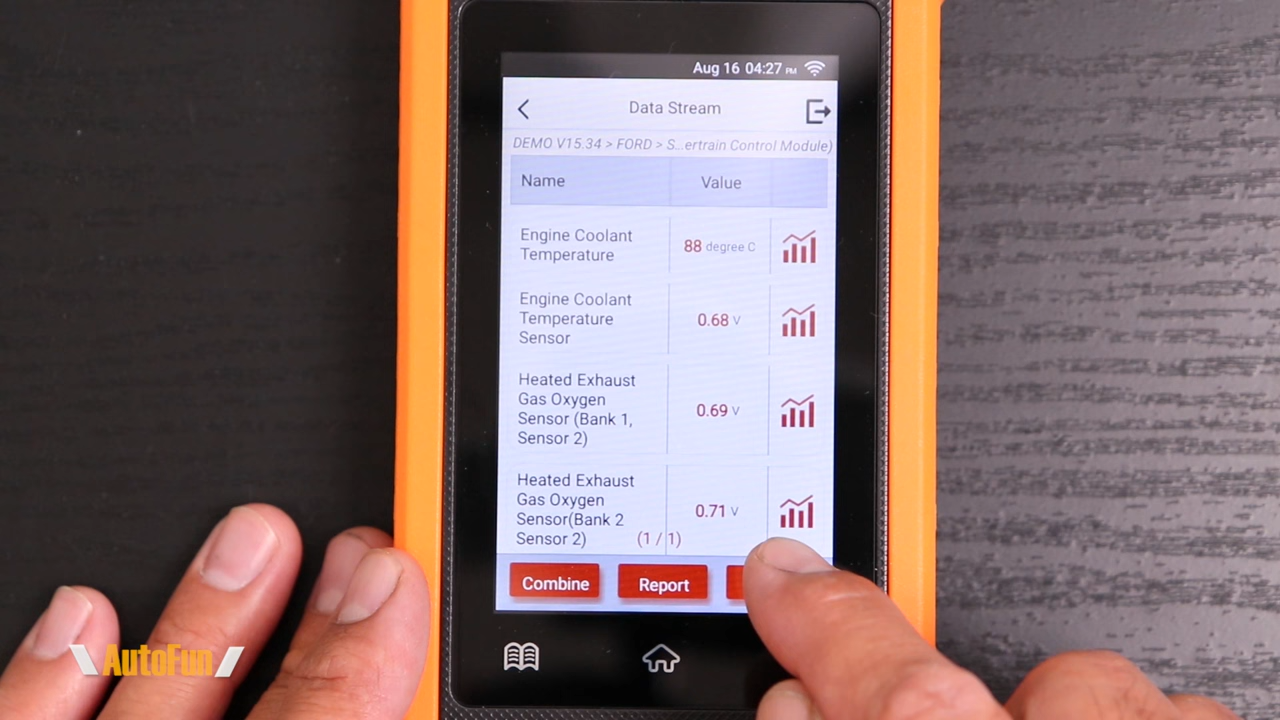 Aug 16 04:27 PM
Data Stream
DEMO V15.34 > FORD > S...ertrain Control Module)
Name Value
Engine Coolant
Temperature
88 degree C
Engine Coolant
Temperature
Sensor
0.68 V
Heated Exhaust
Gas Oxygen
Sensor (Bank 1,
Sensor 2)
0.69 V
Heated Exhaust
Gas Oxygen
Sensor(Bank 2
Sensor 2)
0.71 V
(1 / 1)
Combine Report
AutoFun